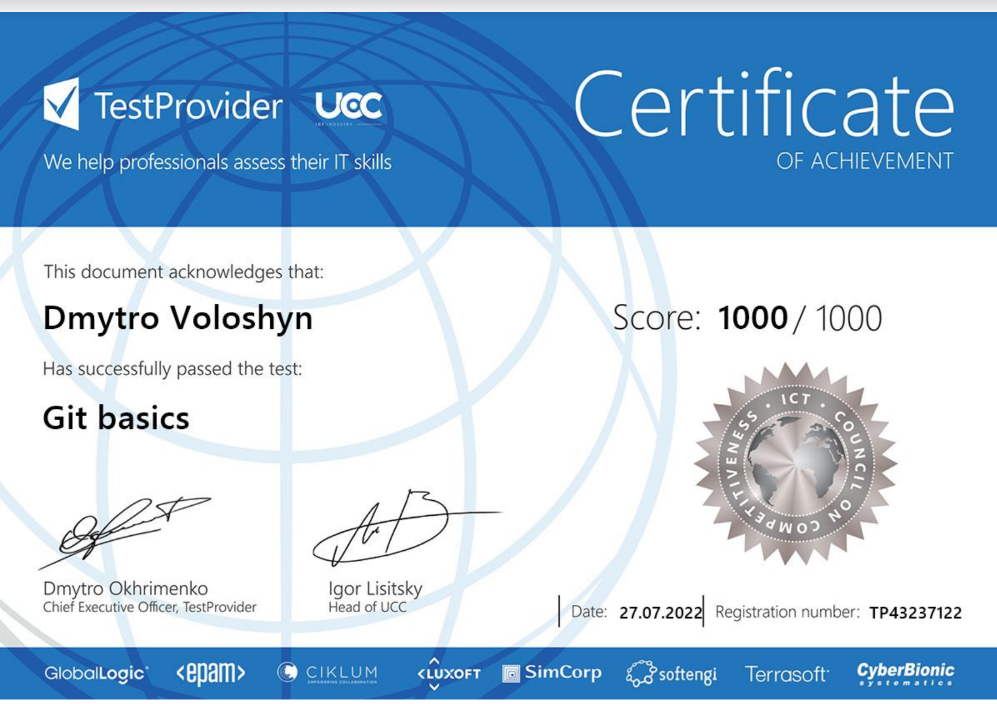 TestProvider UCC
We help professionals assess their IT skills
Certificate
OF ACHIEVEMENT
This document acknowledges that:
Dmytro Voloshyn
Has successfully passed the test:
Git basics
Score: 1000 / 1000
ICT · COUNCIL ON COMPETITIVENESS ·
Dmytro Okhrimenko
Chief Executive Officer, TestProvider
Igor Lisitsky
Head of UCC
Date: 27.07.2022
Registration number: TP43237122
GlobalLogic <epam> CIKLUM LUXOFT SimCorp softengi Terrasoft CyberBionic
EMPOWERING COLLABORATION
systematics